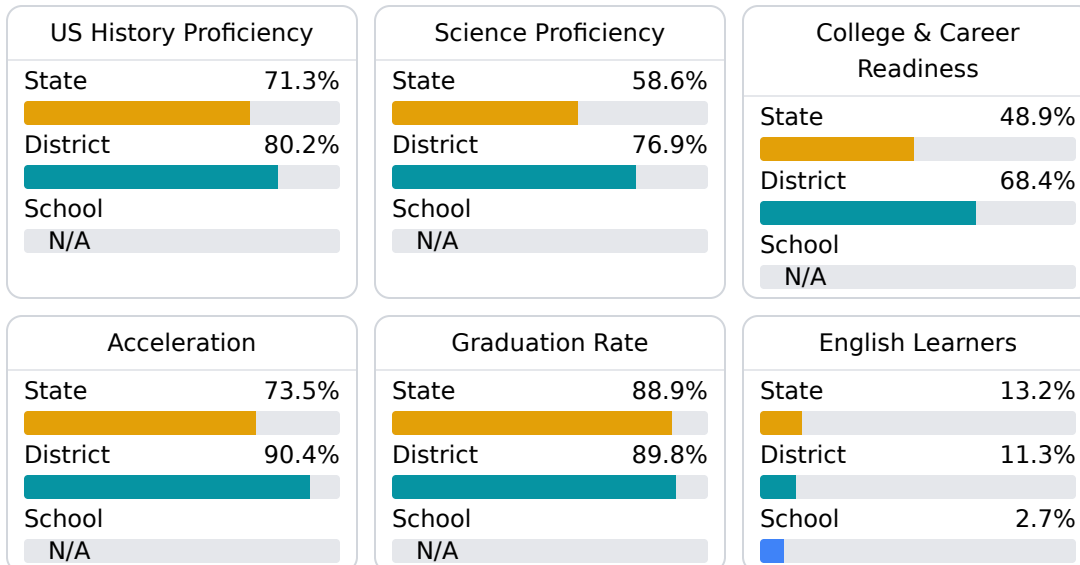 US History Proficiency
State 71.3%
District 80.2%
School
N/A
Science Proficiency
State 58.6%
District 76.9%
School
N/A
College & Career
Readiness
State 48.9%
District 68.4%
School
N/A
Acceleration
State 73.5%
District 90.4%
School
N/A
Graduation Rate
State 88.9%
District 89.8%
School
N/A
English Learners
State 13.2%
District 11.3%
School 2.7%